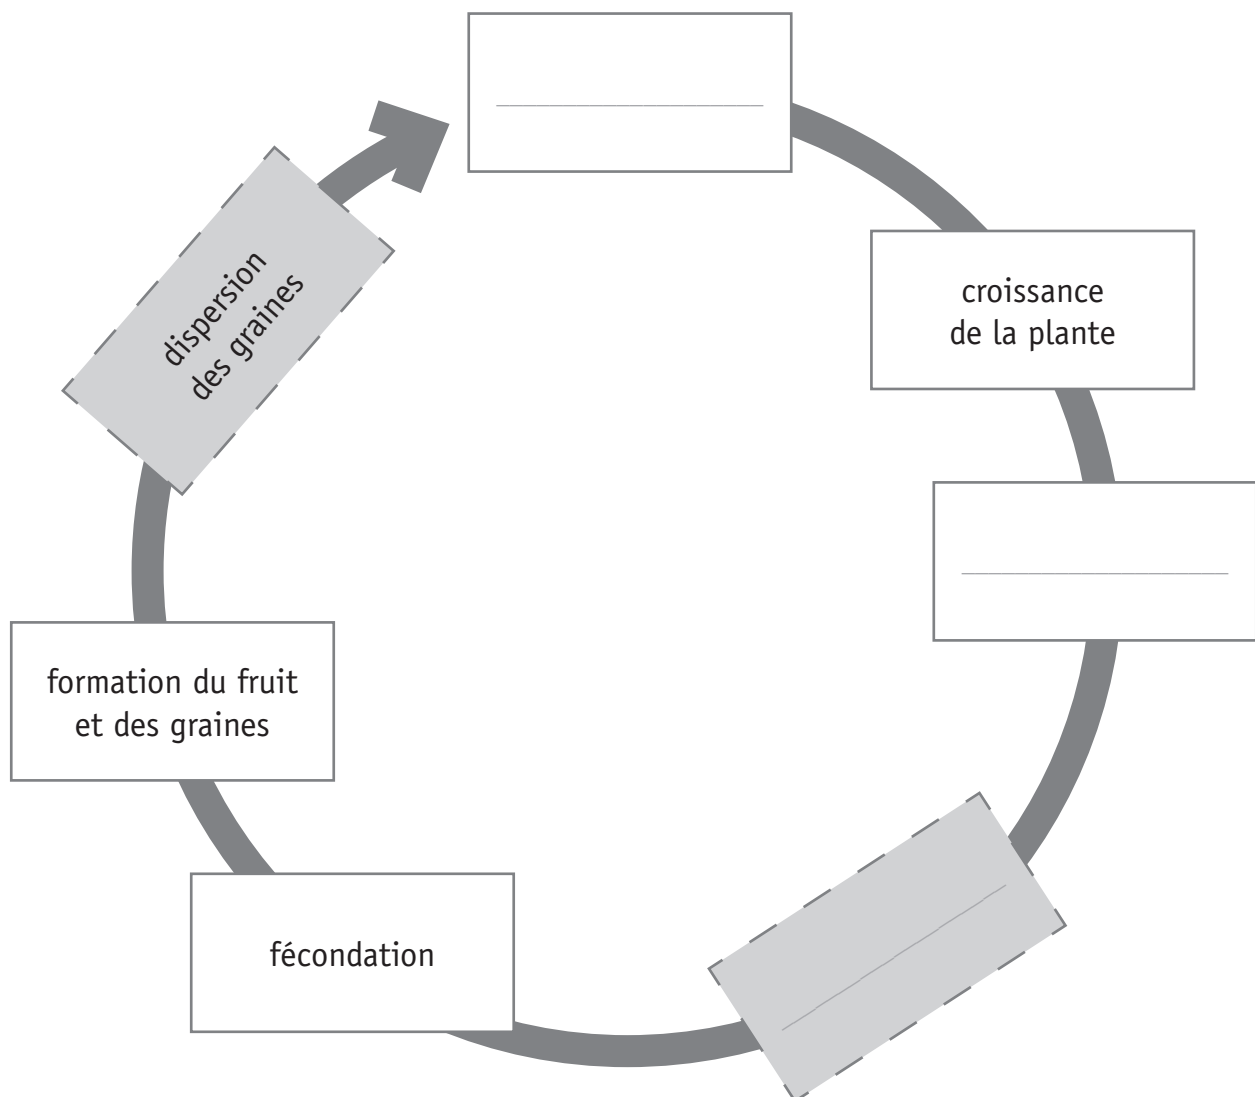 croissance
de la plante
dispersion
des graines
formation du fruit
et des graines
fécondation